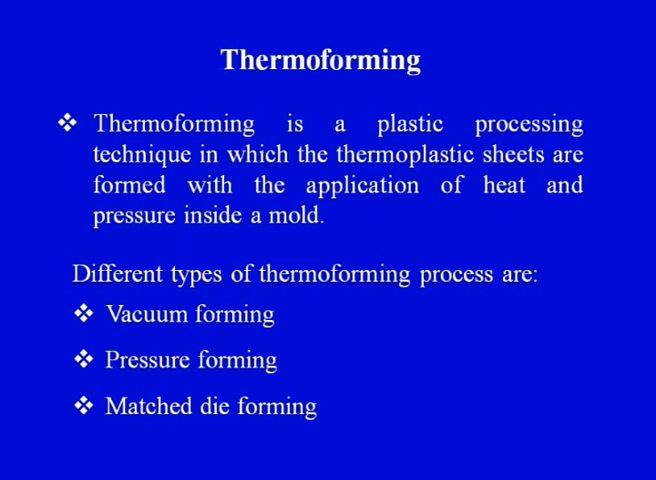 Thermoforming
❖ Thermoforming is a plastic processing
technique in which the thermoplastic sheets are
formed with the application of heat and
pressure inside a mold.
Different types of thermoforming process are:
❖ Vacuum forming
❖ Pressure forming
❖ Matched die forming